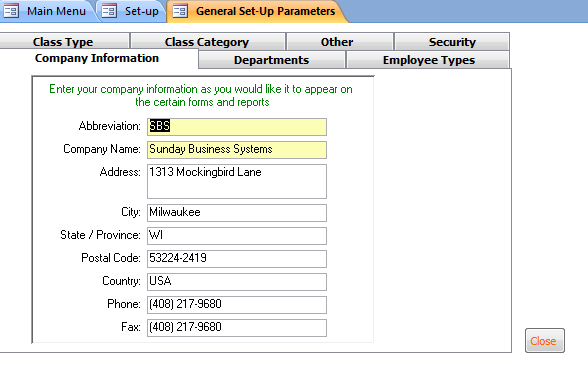 Main Menu Set-up General Set-Up Parameters
Class Type Class Category Other Security
Company Information Departments Employee Types
Enter your company information as you would like it to appear on
the certain forms and reports
Abbreviation: SBS
Company Name: Sunday Business Systems
Address: 1313 Mockingbird Lane
City: Milwaukee
State / Province: WI
Postal Code: 53224-2419
Country: USA
Phone: (408) 217-9680
Fax: (408) 217-9680
Close